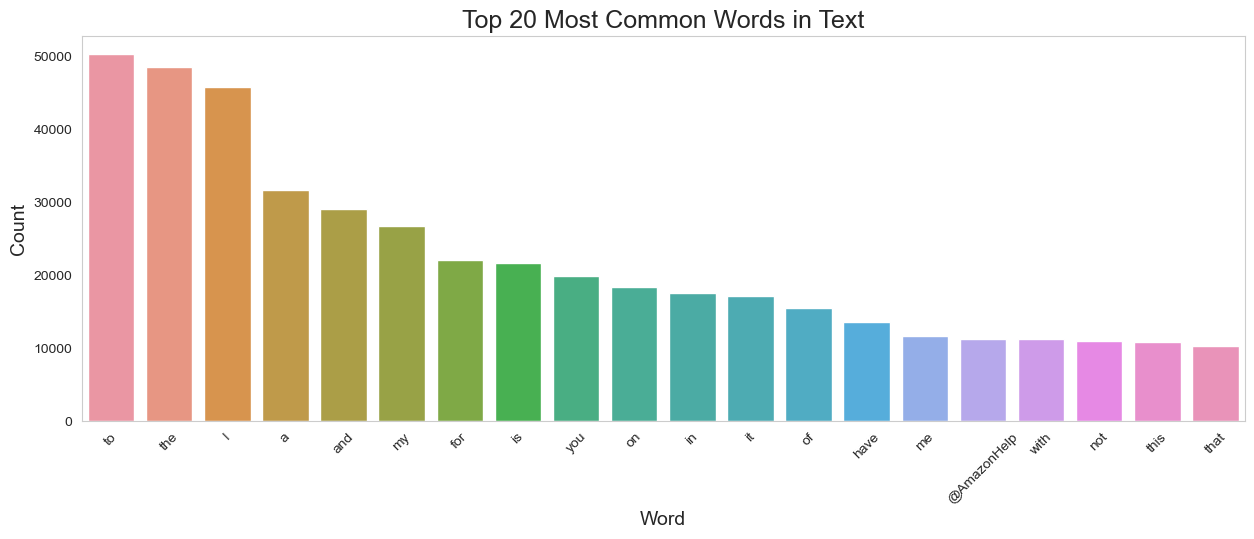 Top 20 Most Common Words in Text
Count
50000
40000
30000
20000
10000
0
to the I a and my for is you on in it of have me @AmazonHelp with not this that
Word